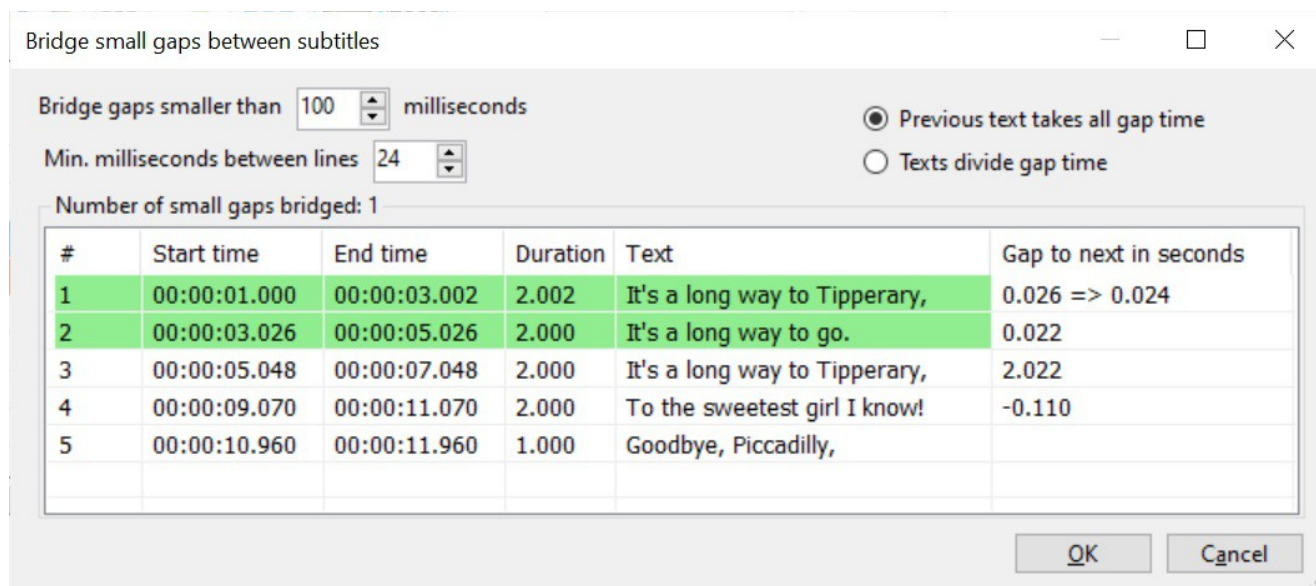 Bridge small gaps between subtitles
Bridge gaps smaller than 100 milliseconds
Previous text takes all gap time
Min. milliseconds between lines 24
Texts divide gap time
Number of small gaps bridged: 1
# Start time End time Duration Text Gap to next in seconds
1 00:00:01.000 00:00:03.002 2.002 It's a long way to Tipperary, 0.026 => 0.024
2 00:00:03.026 00:00:05.026 2.000 It's a long way to go. 0.022
3 00:00:05.048 00:00:07.048 2.000 It's a long way to Tipperary, 2.022
4 00:00:09.070 00:00:11.070 2.000 To the sweetest girl I know! -0.110
5 00:00:10.960 00:00:11.960 1.000 Goodbye, Piccadilly,
OK Cancel